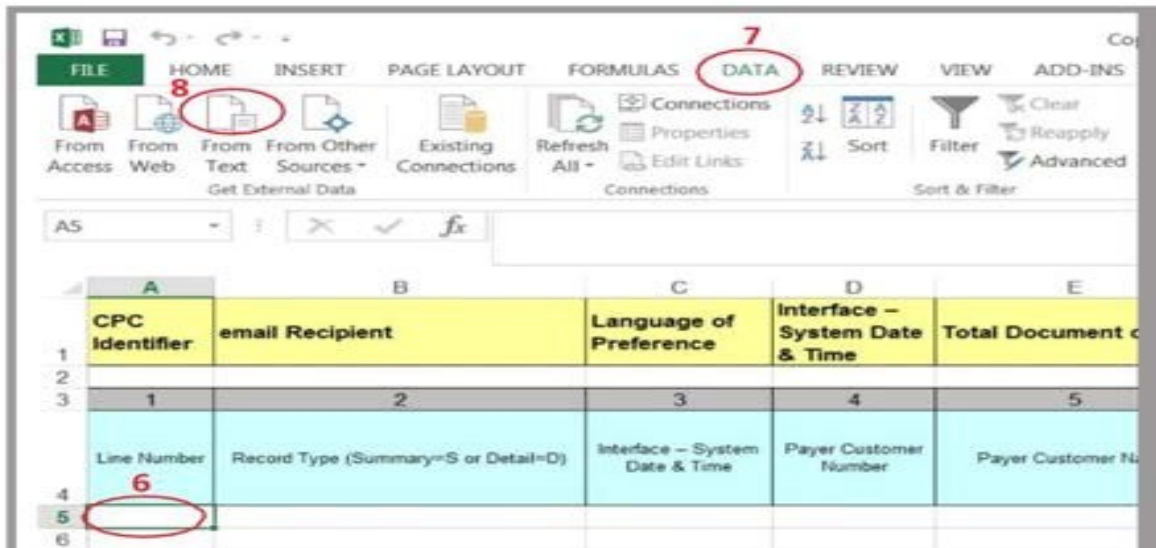 7
Co
FILE HOME INSERT PAGE LAYOUT FORMULAS DATA REVIEW VIEW ADD-INS
8
Connections
Clear
Properties
Reapply
From Access
From Web
From Text
From Other Sources
Existing Connections
Refresh All
Edit Links
Sort
Filter
Advanced
Get External Data
Connections
Sort & Filter
A5
fx
A B C D E
1
CPC Identifier
email Recipient
Language of Preference
Interface – System Date & Time
Total Document
2
3 1 2 3 4 5
4
Line Number
Record Type (Summary=S or Detail=D)
Interface – System Date & Time
Payer Customer Number
Payer Customer Na
6
5
6